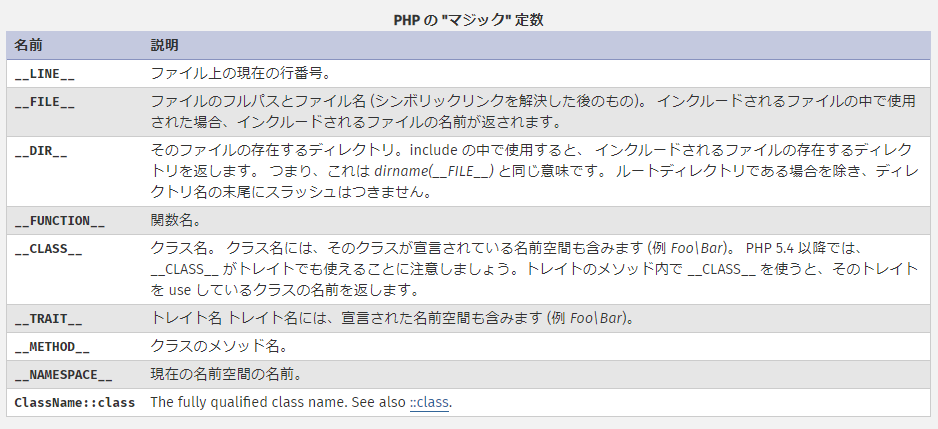 PHP の "マジック" 定数
名前 説明
__LINE__ ファイル上の現在の行番号。
__FILE__ ファイルのフルパスとファイル名 (シンボリックリンクを解決した後のもの)。 インクルードされるファイルの中で使用
された場合、インクルードされるファイルの名前が返されます。
__DIR__ そのファイルの存在するディレクトリ。include の中で使用すると、 インクルードされるファイルの存在するディレク
トリを返します。 つまり、これは dirname(__FILE__) と同じ意味です。 ルートディレクトリである場合を除き、ディレ
クトリ名の末尾にスラッシュはつきません。
__FUNCTION__ 関数名。
__CLASS__ クラス名。 クラス名には、そのクラスが宣言されている名前空間も含みます (例 Foo\Bar)。 PHP 5.4 以降では、
__CLASS__ がトレイトでも使えることに注意しましょう。トレイトのメソッド内で __CLASS__ を使うと、そのトレイト
を use しているクラスの名前を返します。
__TRAIT__ トレイト名 トレイト名には、宣言された名前空間も含みます (例 Foo\Bar)。
__METHOD__ クラスのメソッド名。
__NAMESPACE__ 現在の名前空間の名前。
ClassName::class The fully qualified class name. See also ::class.